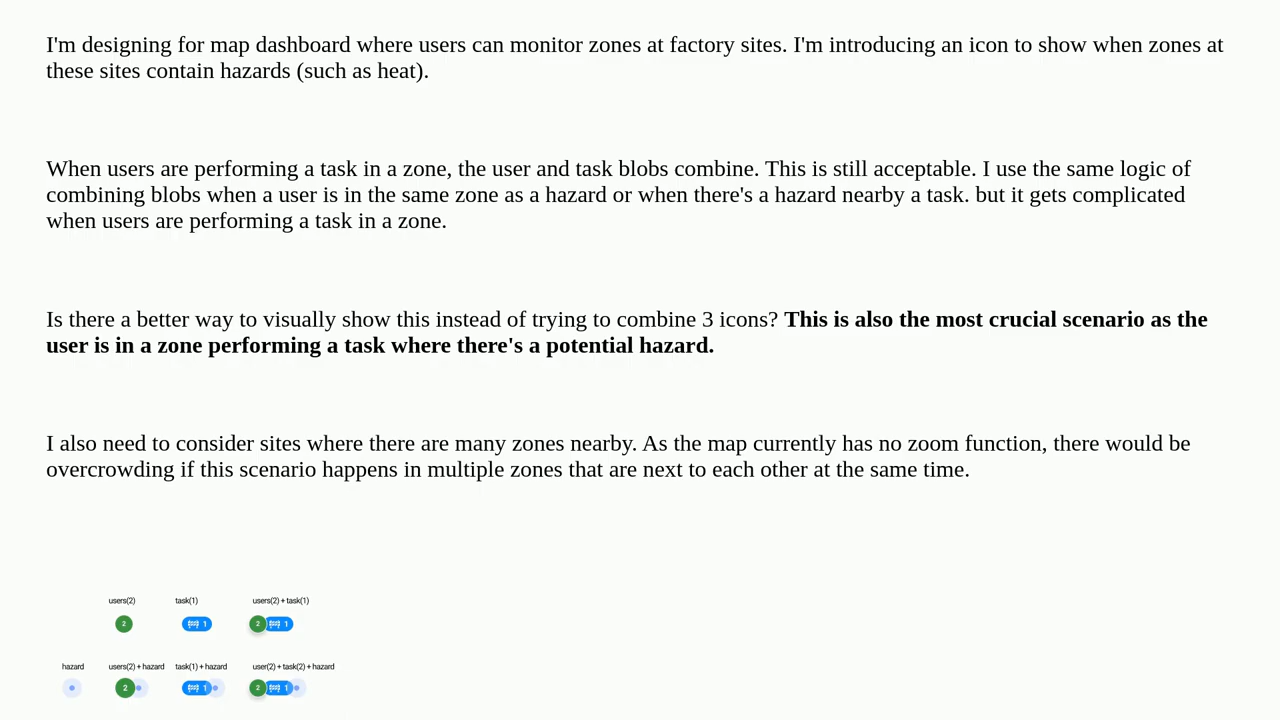 I'm designing for map dashboard where users can monitor zones at factory sites. I'm introducing an icon to show when zones at
these sites contain hazards (such as heat).
When users are performing a task in a zone, the user and task blobs combine. This is still acceptable. I use the same logic of
combining blobs when a user is in the same zone as a hazard or when there's a hazard nearby a task. but it gets complicated
when users are performing a task in a zone.
Is there a better way to visually show this instead of trying to combine 3 icons? This is also the most crucial scenario as the
user is in a zone performing a task where there's a potential hazard.
I also need to consider sites where there are many zones nearby. As the map currently has no zoom function, there would be
overcrowding if this scenario happens in multiple zones that are next to each other at the same time.
users(2) task(1) users(2) + task(1)
2 1 2 1
hazard users(2) + hazard task(1) + hazard user(2) + task(2) + hazard
2 1 2 1